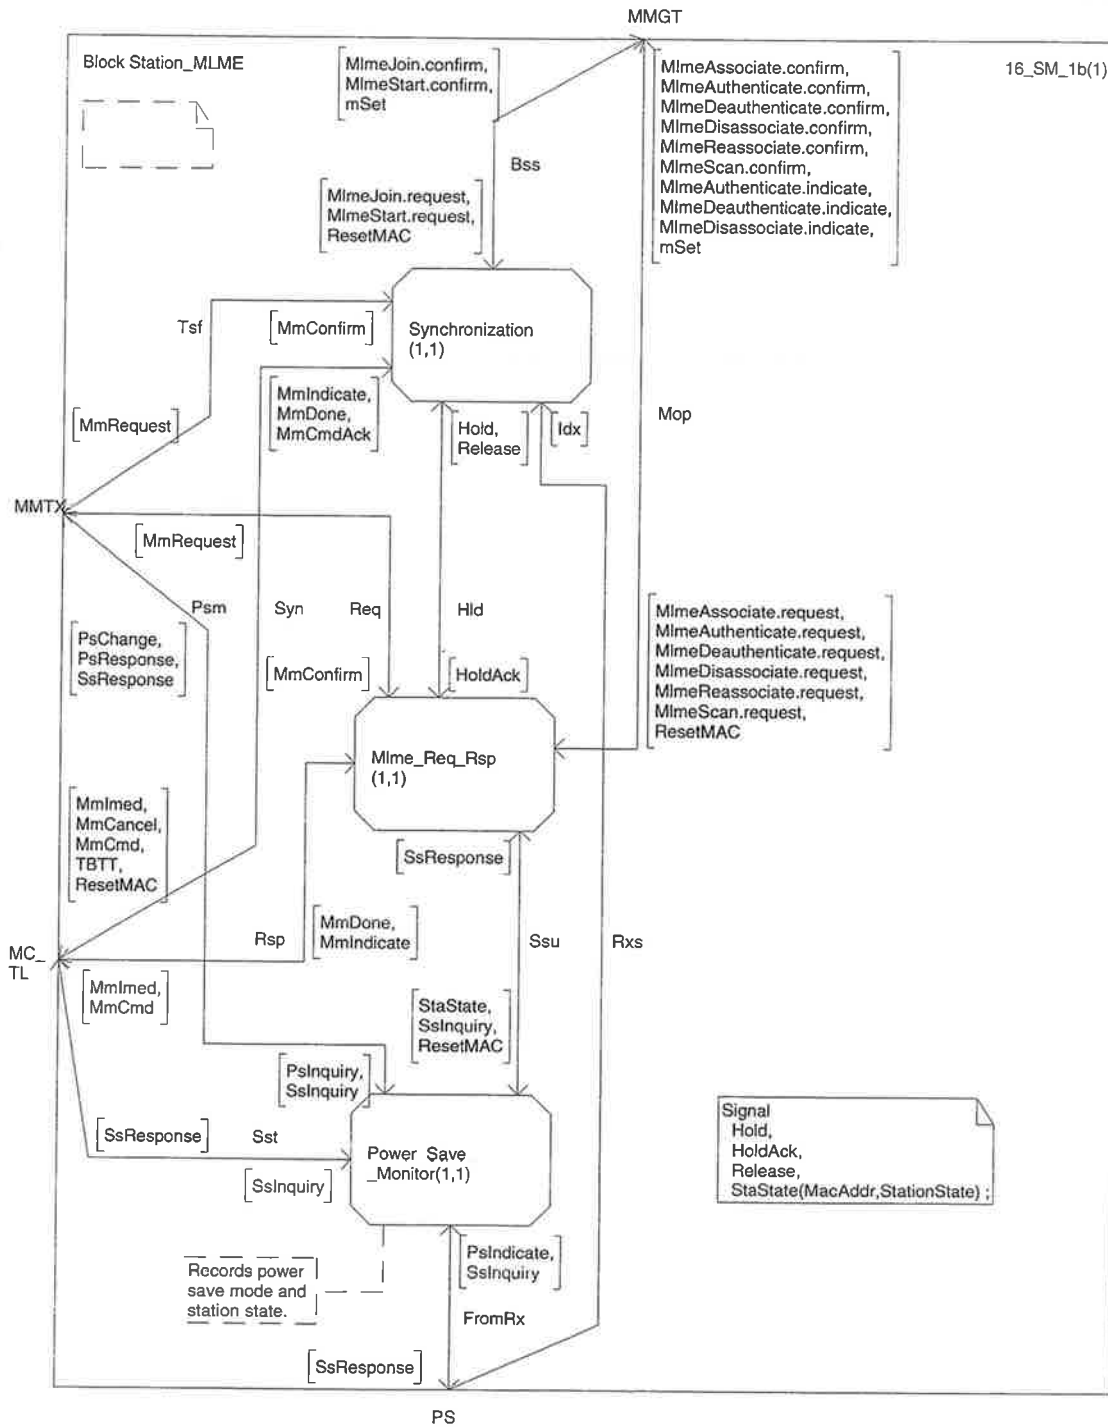 MMGT
Block Station_MLME
16_SM_1b(1)
MlmeJoin.confirm,
MlmeStart.confirm,
mSet
MlmeAssociate.confirm,
MlmeAuthenticate.confirm,
MlmeDeauthenticate.confirm,
MlmeDisassociate.confirm,
MlmeReassociate.confirm,
MlmeScan.confirm,
MlmeAuthenticate.indicate,
MlmeDeauthenticate.indicate,
MlmeDisassociate.indicate,
mSet
Bss
MlmeJoin.request,
MlmeStart.request,
ResetMAC
Tsf
MmConfirm
Synchronization
(1,1)
MmIndicate,
MmDone,
MmCmdAck
MmRequest
Hold,
Release
Idx
Mop
MMTX
MmRequest
Psm
Syn
Req
Hld
PsChange,
PsResponse,
SsResponse
MmConfirm
HoldAck
MlmeAssociate.request,
MlmeAuthenticate.request,
MlmeDeauthenticate.request,
MlmeDisassociate.request,
MlmeReassociate.request,
MlmeScan.request,
ResetMAC
Mlme_Req_Rsp
(1,1)
MmImed,
MmCancel,
MmCmd,
TBTT,
ResetMAC
SsResponse
MC_
TL
Rsp
MmDone,
MmIndicate
Ssu
Rxs
MmImed,
MmCmd
StaState,
SsInquiry,
ResetMAC
PsInquiry,
SsInquiry
SsResponse
Sst
Power_Save
_Monitor(1,1)
SsInquiry
Signal
Hold,
HoldAck,
Release,
StaState(MacAddr,StationState) ;
Records power
save mode and
station state.
PsIndicate,
SsInquiry
FromRx
SsResponse
PS